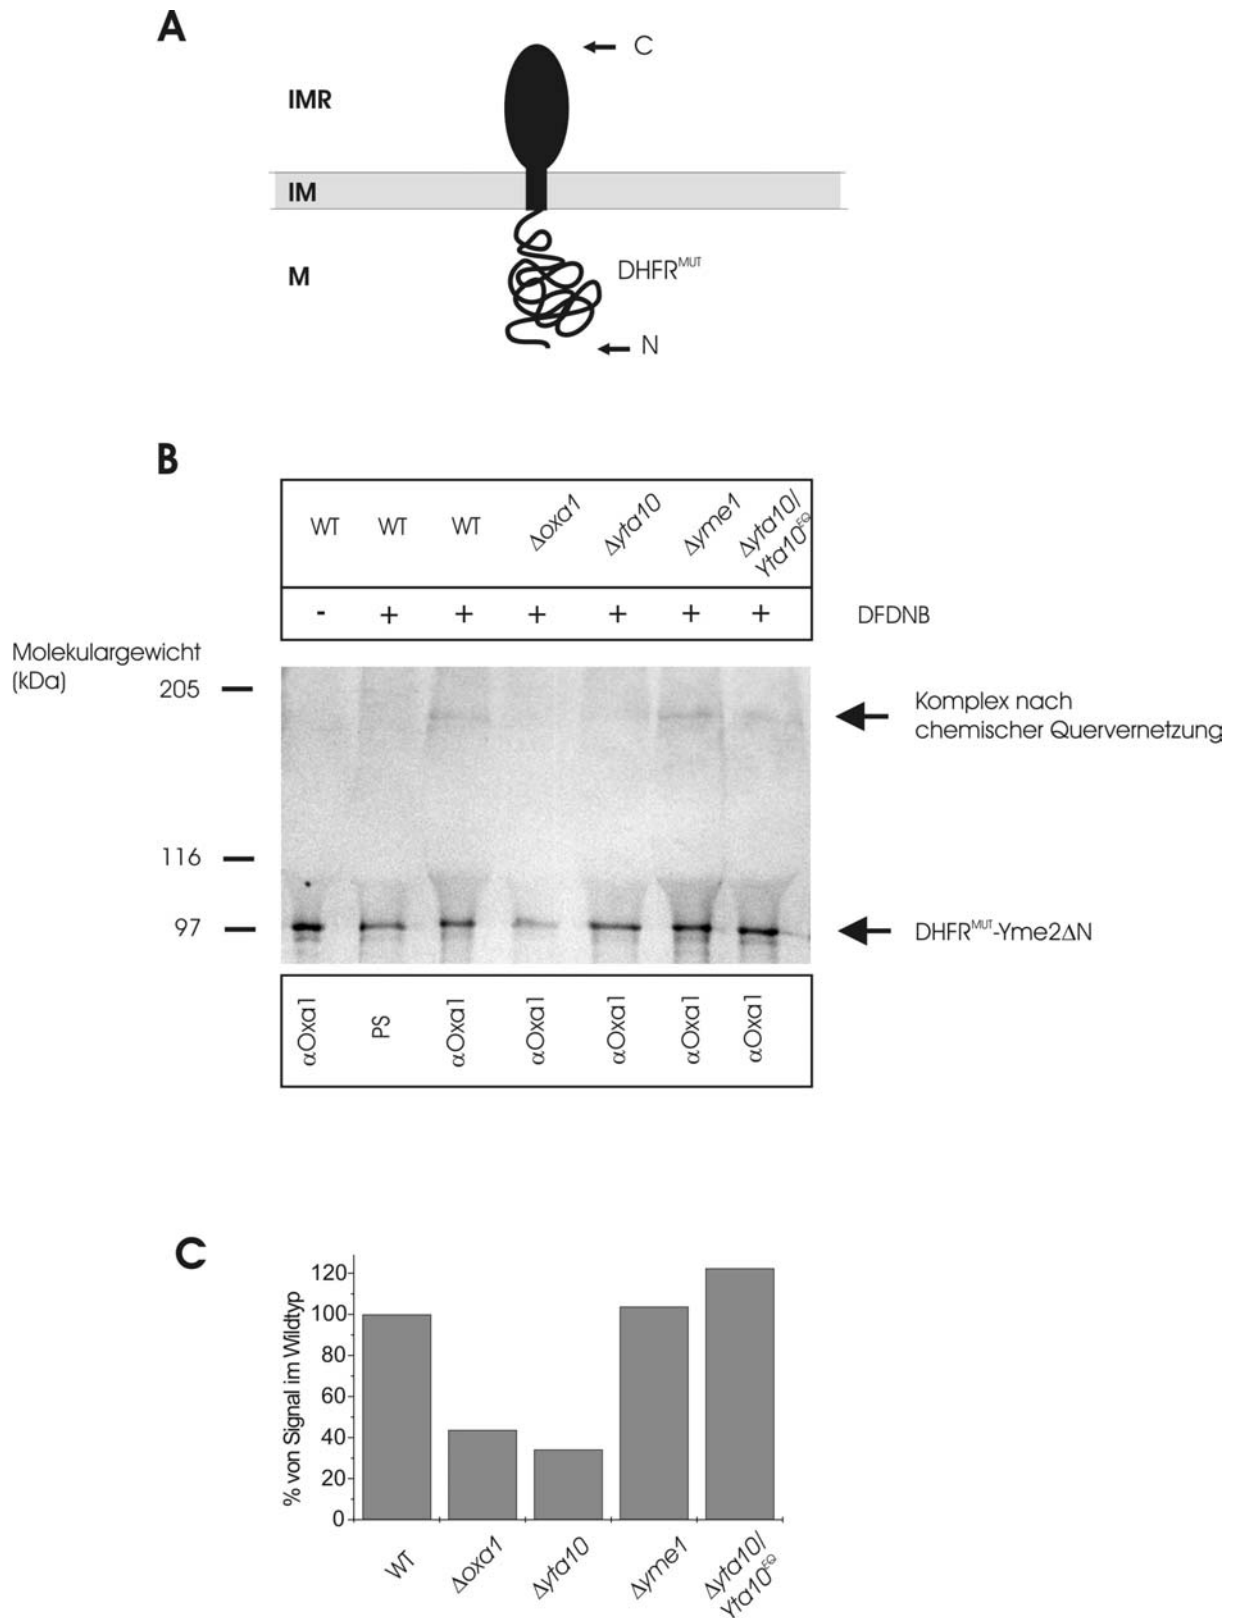 A
C
IMR
IM
M
DHFR^MUT
N
B
WT WT WT Δoxa1 Δyta10 Δyme1 Δyta10/
Yta10^EQ
- + + + + + + DFDNB
Molekulargewicht
(kDa)
205
Komplex nach
chemischer Quervernetzung
116
97
DHFR^MUT-Yme2ΔN
αOxa1 PS αOxa1 αOxa1 αOxa1 αOxa1 αOxa1
C
% von Signal im Wildtyp
120
100
80
60
40
20
0
WT Δoxa1 Δyta10 Δyme1 Δyta10/
Yta10^EQ